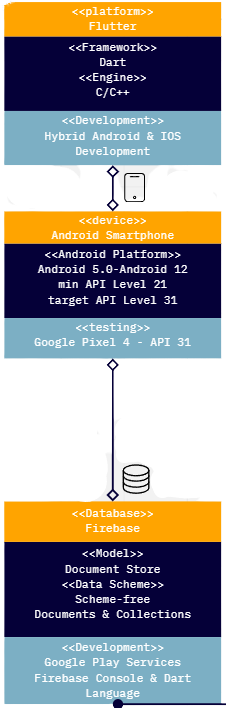 <<platform>>
Flutter
<<Framework>>
Dart
<<Engine>>
C/C++
<<Development>>
Hybrid Android & IOS
Development
<<device>>
Android Smartphone
<<Android Platform>>
Android 5.0-Android 12
min API Level 21
target API Level 31
<<testing>>
Google Pixel 4 - API 31
<<Database>>
Firebase
<<Model>>
Document Store
<<Data Scheme>>
Scheme-free
Documents & Collections
<<Development>>
Google Play Services
Firebase Console & Dart
Language